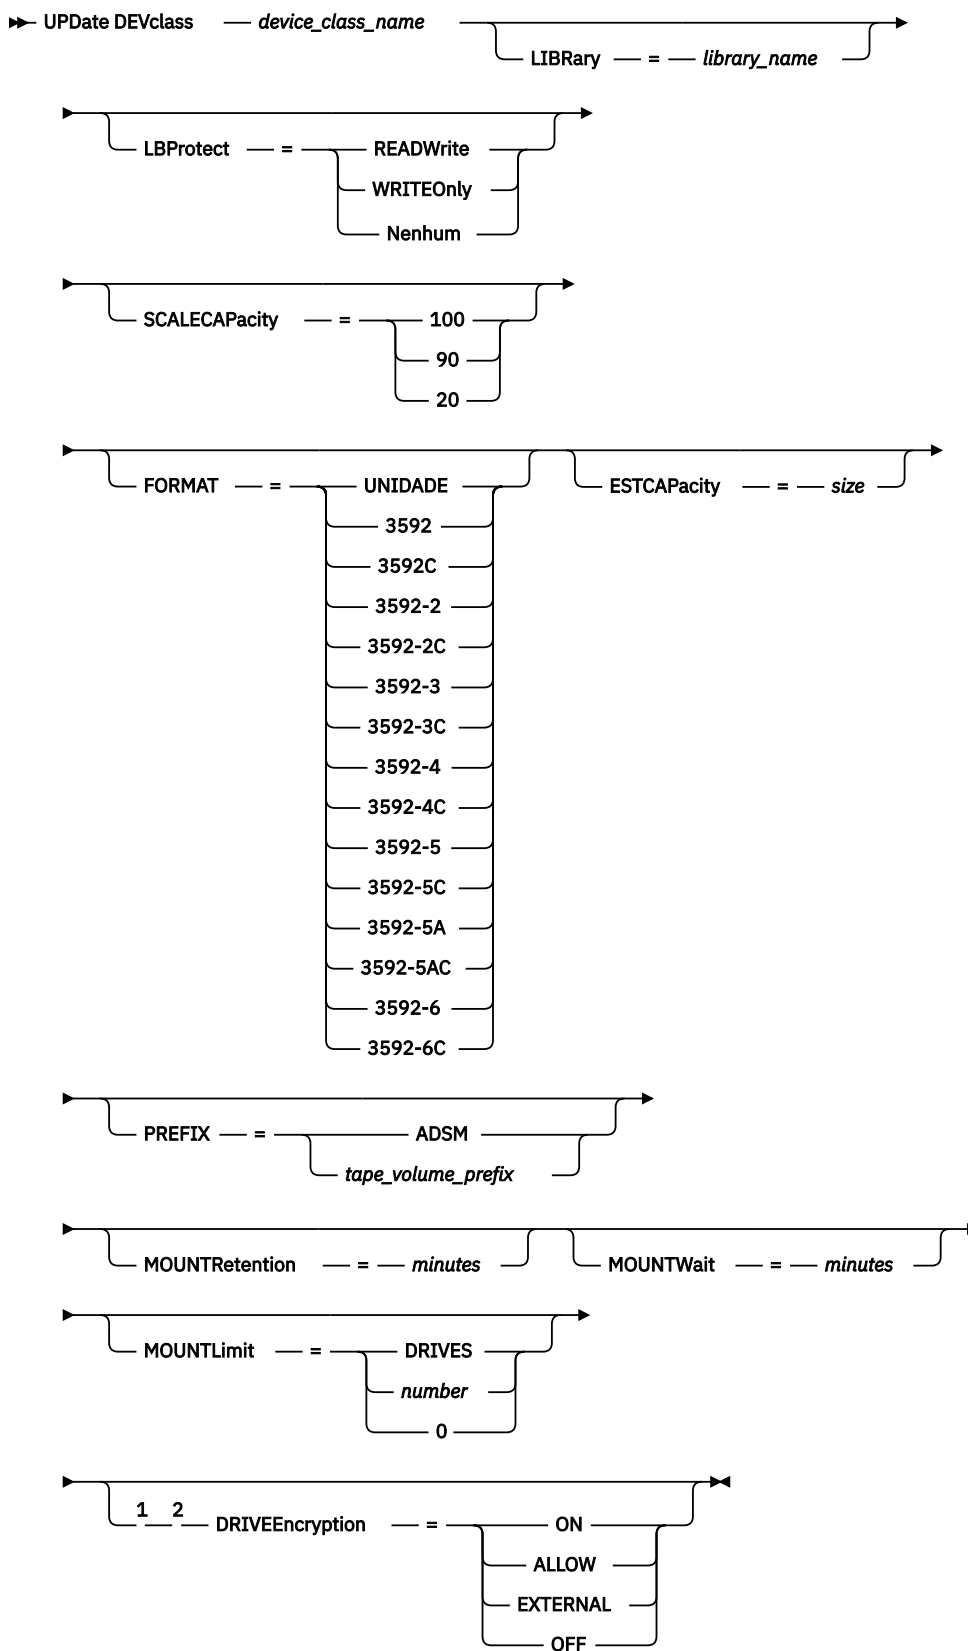 UPDate DEVclass device_class_name
LIBRary = library_name
LBProtect = READWrite
WRITEOnly
Nenhum
SCALECAPacity = 100
90
20
FORMAT = UNIDADE ESTCAPacity = size
3592
3592C
3592-2
3592-2C
3592-3
3592-3C
3592-4
3592-4C
3592-5
3592-5C
3592-5A
3592-5AC
3592-6
3592-6C
PREFIX = ADSM
tape_volume_prefix
MOUNTRetention = minutes MOUNTWait = minutes
MOUNTLimit = DRIVES
number
0
1 2 DRIVEEncryption = ON
ALLOW
EXTERNAL
OFF